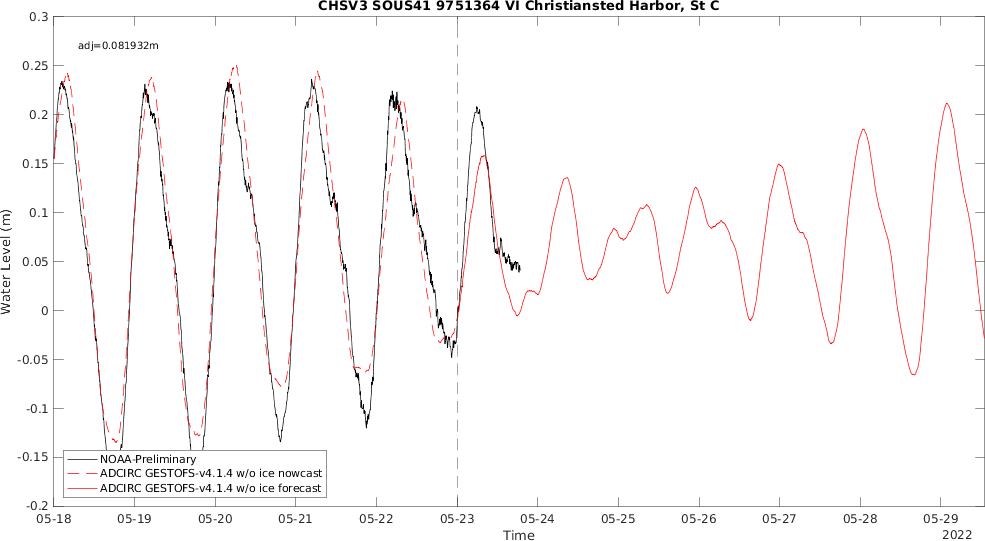 CHSV3 SOUS41 9751364 VI Christiansted Harbor, St C
adj=0.081932m
0.3
0.25
0.2
0.15
0.1
0.05
0
-0.05
-0.1
-0.15
-0.2
Water Level (m)
NOAA-Preliminary
ADCIRC GESTOFS-v4.1.4 w/o ice nowcast
ADCIRC GESTOFS-v4.1.4 w/o ice forecast
05-18 05-19 05-20 05-21 05-22 05-23 05-24 05-25 05-26 05-27 05-28 05-29
Time
2022